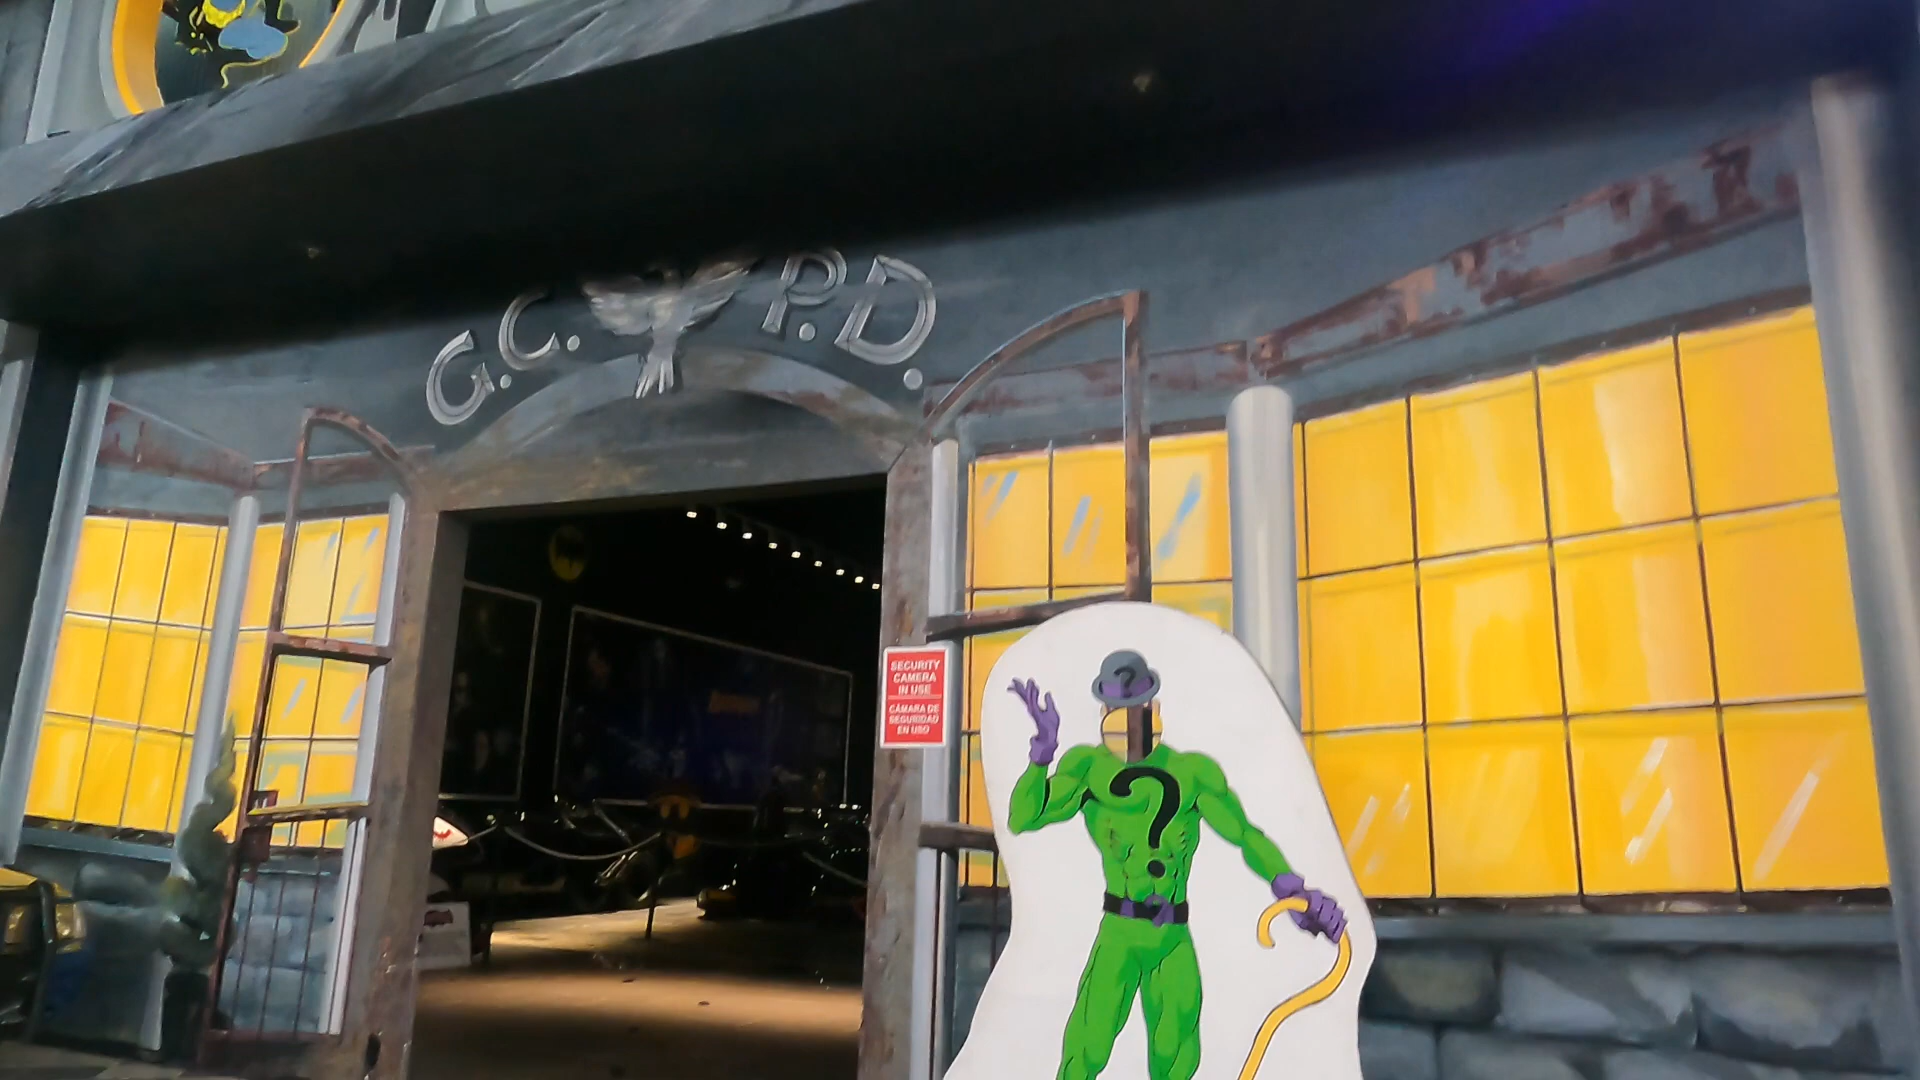 G.C. P.D.
SECURITY
CAMERA
IN USE
CÁMARA DE
SEGURIDAD
EN USO
?
?